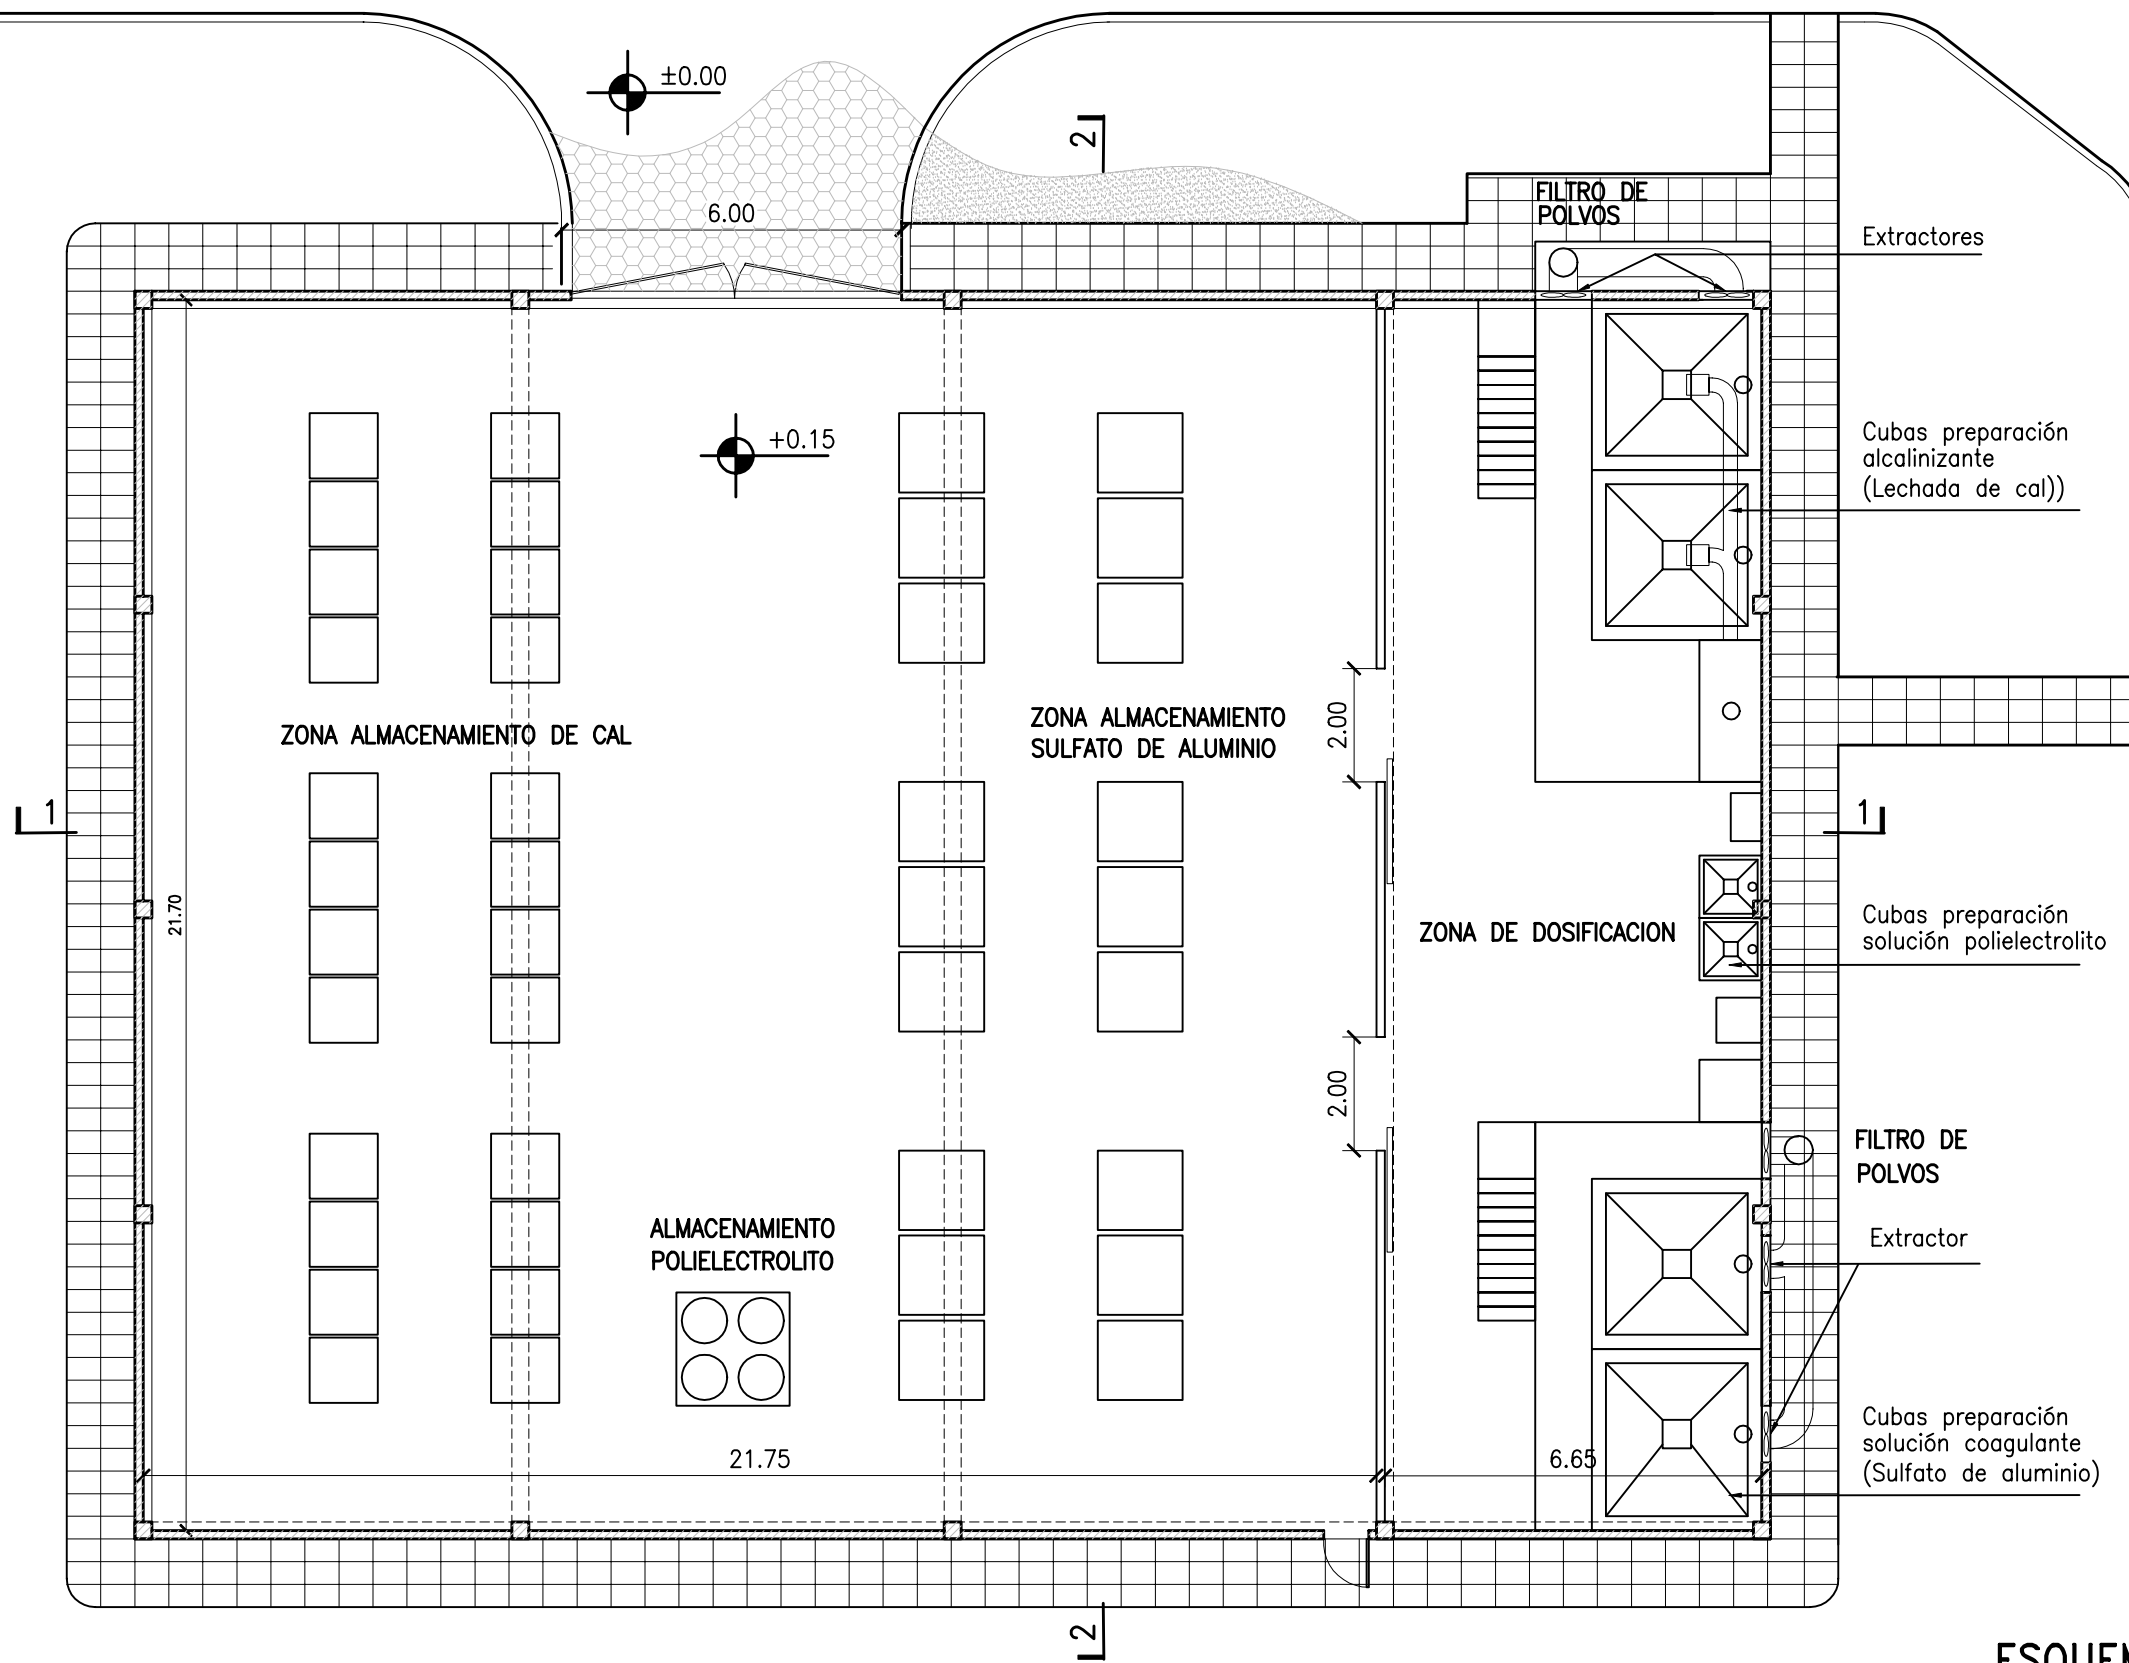 ±0.00
2
FILTRO DE
POLVOS
6.00
Extractores
+0.15
Cubas preparación
alcalinizante
(Lechada de cal))
ZONA ALMACENAMIENTO DE CAL
ZONA ALMACENAMIENTO
SULFATO DE ALUMINIO
2.00
1
1
21.70
ZONA DE DOSIFICACION
Cubas preparación
solución polielectrolito
2.00
FILTRO DE
POLVOS
ALMACENAMIENTO
POLIELECTROLITO
Extractor
21.75
6.65
Cubas preparación
solución coagulante
(Sulfato de aluminio)
2